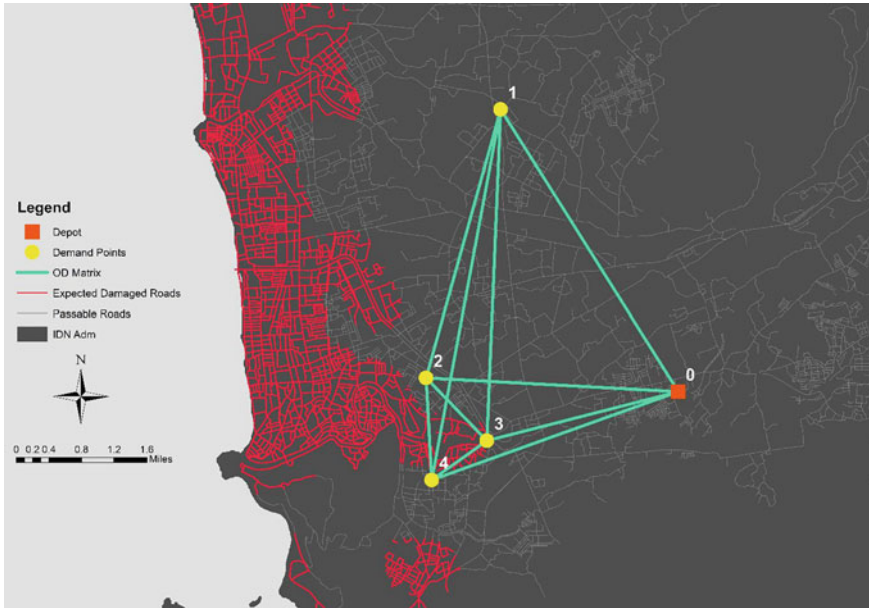 1
2
0
3
4
Legend
Depot
Demand Points
OD Matrix
Expected Damaged Roads
Passable Roads
IDN Adm
N
0 0.2 0.4 0.8 1.2 1.6
Miles